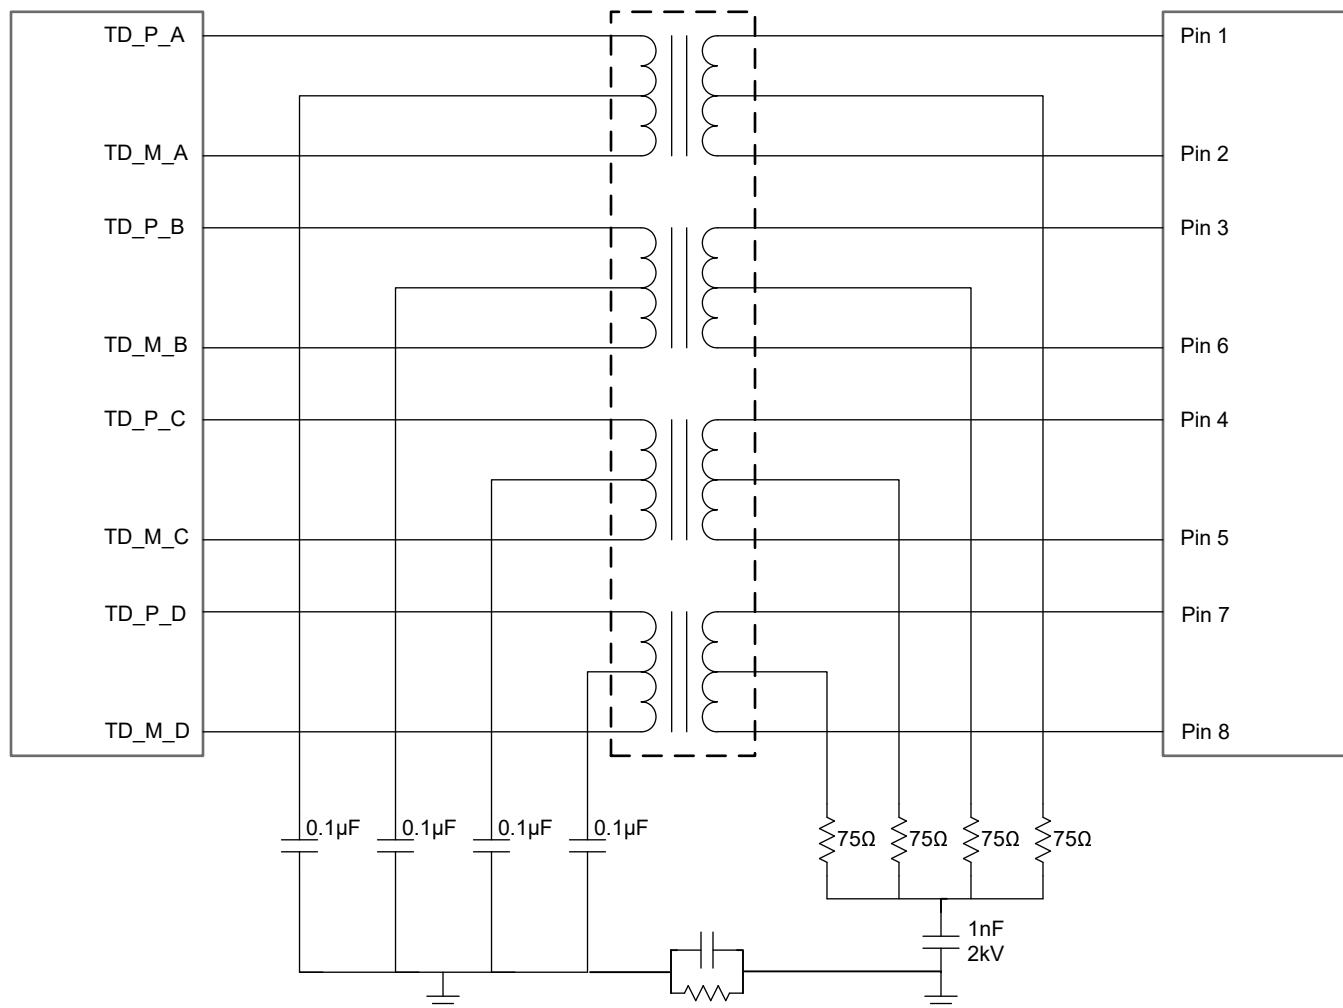 TD_P_A
Pin 1
TD_M_A
Pin 2
TD_P_B
Pin 3
TD_M_B
Pin 6
TD_P_C
Pin 4
TD_M_C
Pin 5
TD_P_D
Pin 7
TD_M_D
Pin 8
0.1µF
0.1µF
0.1µF
0.1µF
75Ω
75Ω
75Ω
75Ω
1nF
2kV